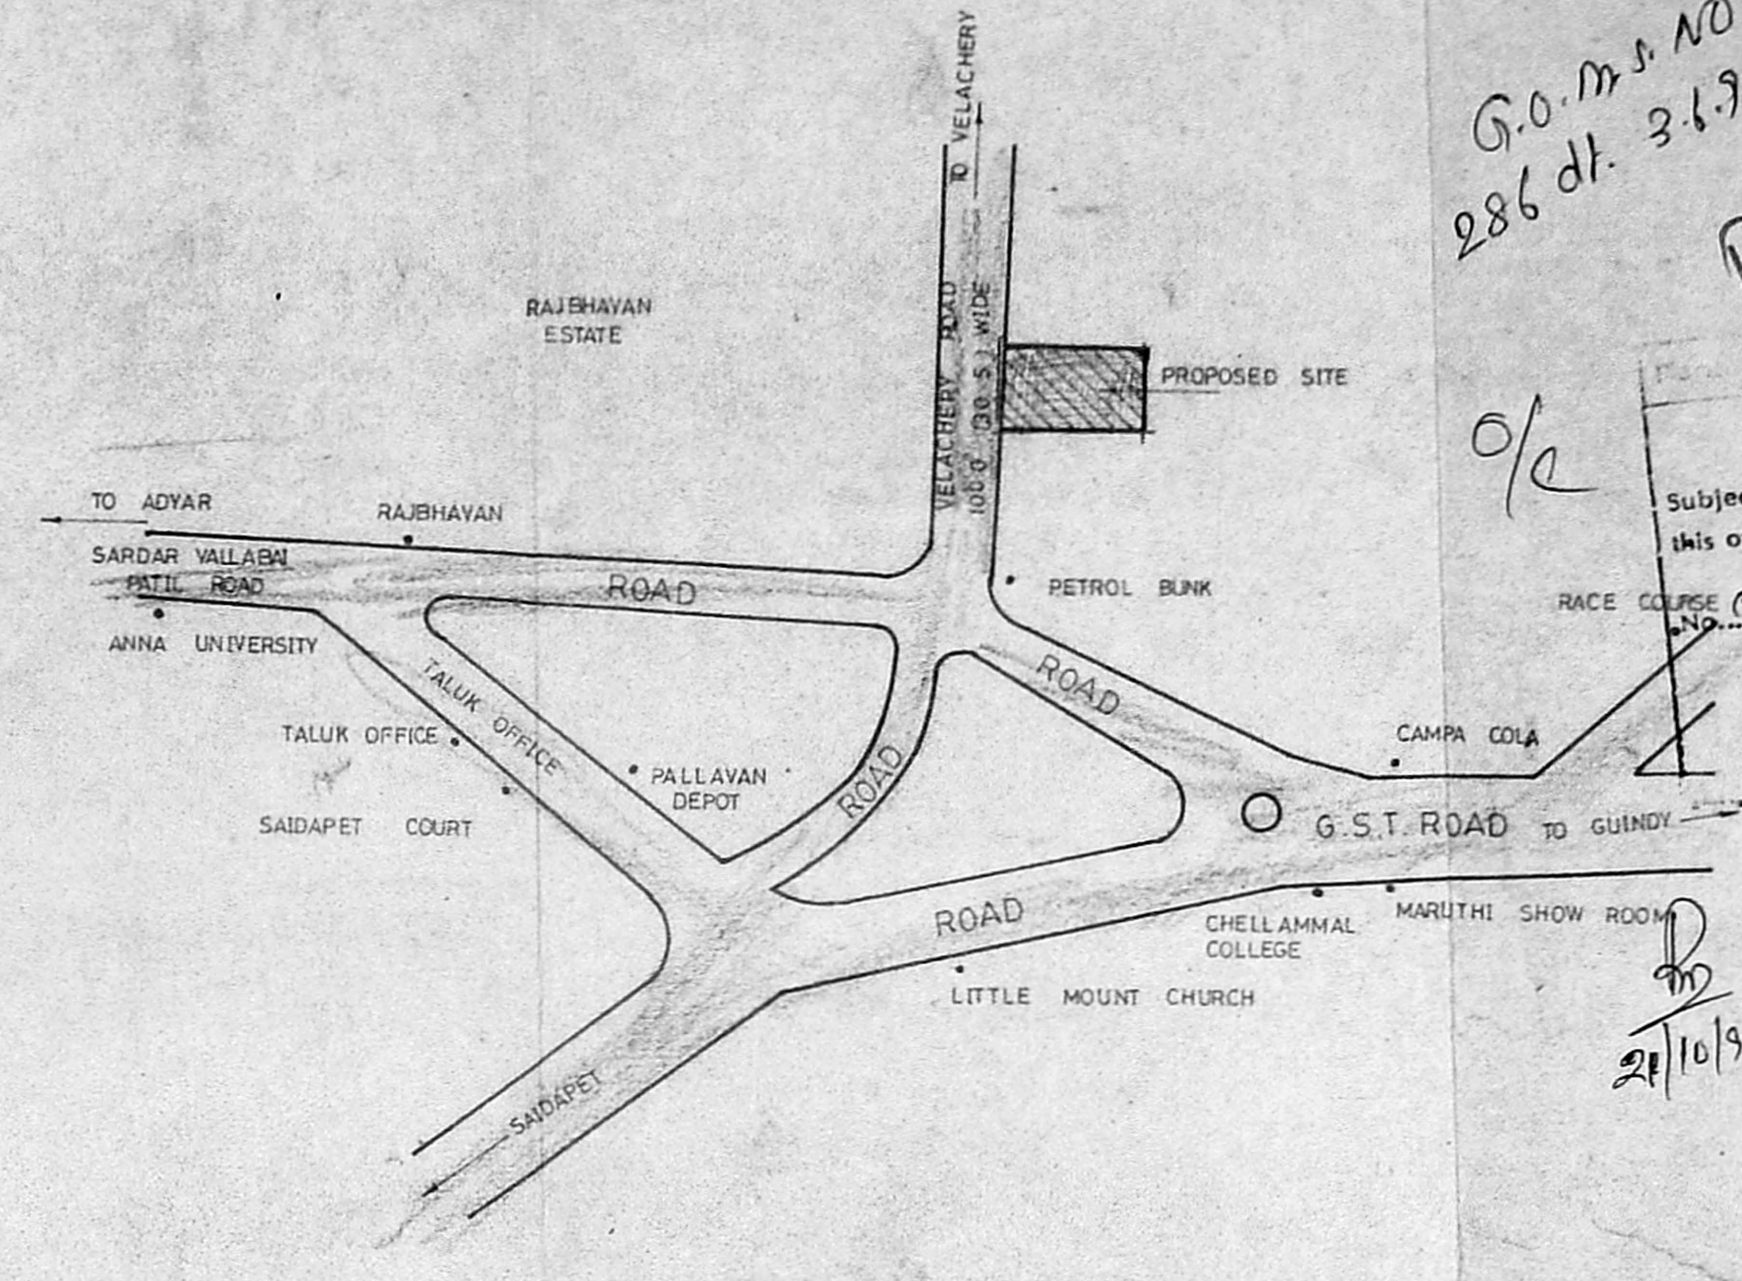 TO VELACHERY
G.O.M S. NO
286 dt. 3.6.9
RAJBHAVAN
ESTATE
VELACHERY ROAD
100'0 (30.5) WIDE
PROPOSED SITE
O/C
TO ADYAR
RAJBHAVAN
Subje
this o
SARDAR VALLABAI
PATIL ROAD
ROAD
PETROL BUNK
RACE COURSE
No...
ANNA UNIVERSITY
TALUK OFFICE
ROAD
TALUK OFFICE
CAMPA COLA
PALLAVAN
DEPOT
ROAD
SAIDAPET COURT
G.S.T. ROAD TO GUINDY
ROAD
CHELLAMMAL
COLLEGE
MARUTHI SHOW ROOM
LITTLE MOUNT CHURCH
21/10/9
SAIDAPET